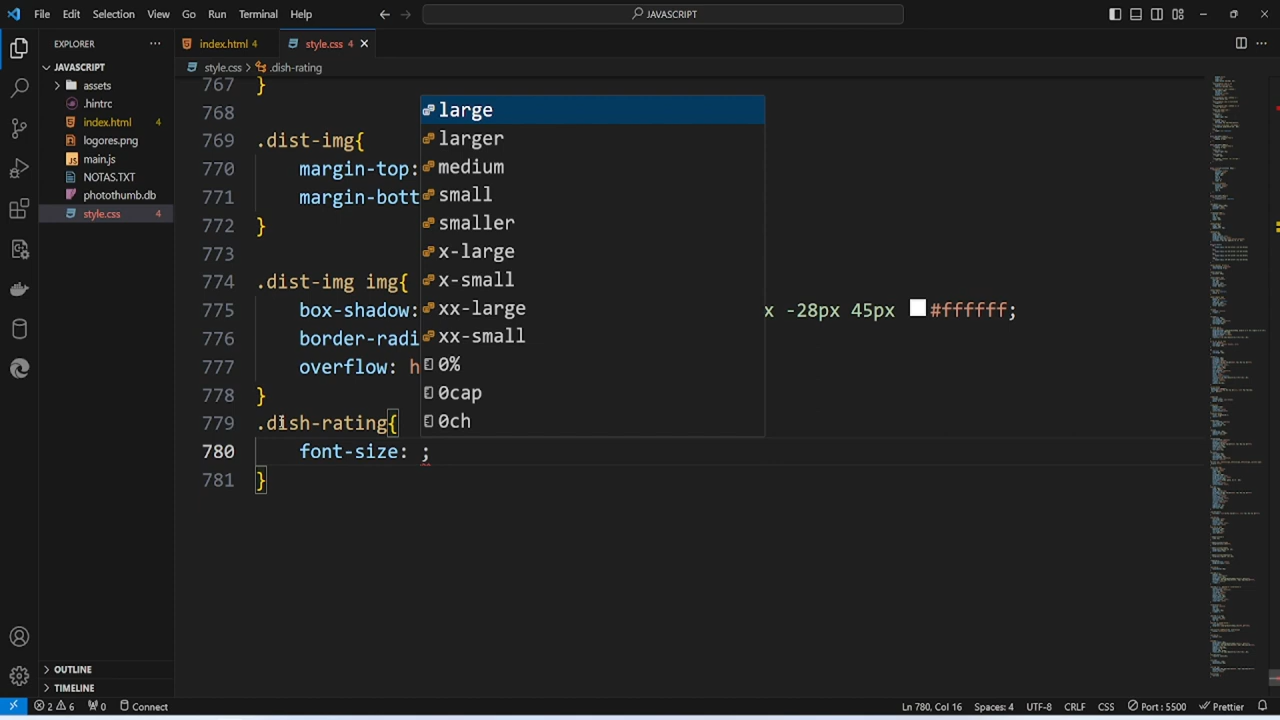 File Edit Selection View Go Run Terminal Help JAVASCRIPT
EXPLORER
JAVASCRIPT
assets
.hintrc
index.html 4
logores.png
main.js
NOTAS.TXT
photothumb.db
style.css 4
OUTLINE
TIMELINE
index.html 4 style.css 4
style.css > .dish-rating
767 }
768
769 .dist-img{
770 margin-top:
771 margin-bott
772 }
773
774 .dist-img img{
775 box-shadow: x -28px 45px #ffffff;
776 border-radi
777 overflow: h
778 }
779 .dish-rating{
780 font-size: ;
781 }
large
larger
medium
small
smaller
x-large
x-small
xx-large
xx-small
0%
0cap
0ch
2 6 0 Connect Ln 780, Col 16 Spaces: 4 UTF-8 CRLF CSS Port : 5500 Prettier